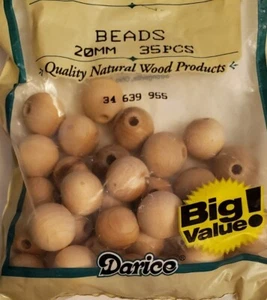 BEADS
20MM 35PCS
Quality Natural Wood Products
34 639 955
Big
Value!
Darice